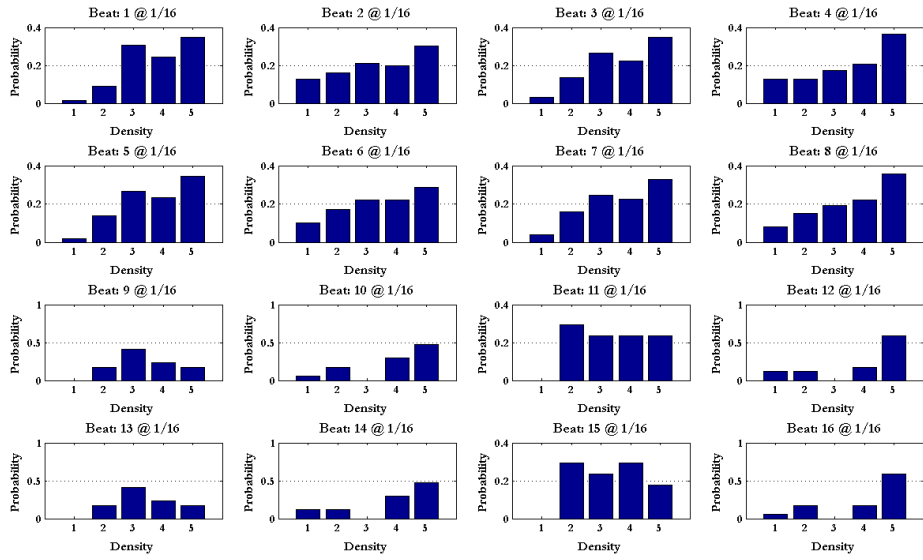 Beat: 1 @ 1/16
Probability
0.4
0.2
0
1 2 3 4 5
Density
Beat: 2 @ 1/16
Probability
0.4
0.2
0
1 2 3 4 5
Density
Beat: 3 @ 1/16
Probability
0.4
0.2
0
1 2 3 4 5
Density
Beat: 4 @ 1/16
Probability
0.4
0.2
0
1 2 3 4 5
Density
Beat: 5 @ 1/16
Probability
0.4
0.2
0
1 2 3 4 5
Density
Beat: 6 @ 1/16
Probability
0.4
0.2
0
1 2 3 4 5
Density
Beat: 7 @ 1/16
Probability
0.4
0.2
0
1 2 3 4 5
Density
Beat: 8 @ 1/16
Probability
0.4
0.2
0
1 2 3 4 5
Density
Beat: 9 @ 1/16
Probability
1
0.5
0
1 2 3 4 5
Density
Beat: 10 @ 1/16
Probability
1
0.5
0
1 2 3 4 5
Density
Beat: 11 @ 1/16
Probability
0.4
0.2
0
1 2 3 4 5
Density
Beat: 12 @ 1/16
Probability
1
0.5
0
1 2 3 4 5
Density
Beat: 13 @ 1/16
Probability
1
0.5
0
1 2 3 4 5
Density
Beat: 14 @ 1/16
Probability
1
0.5
0
1 2 3 4 5
Density
Beat: 15 @ 1/16
Probability
0.4
0.2
0
1 2 3 4 5
Density
Beat: 16 @ 1/16
Probability
1
0.5
0
1 2 3 4 5
Density